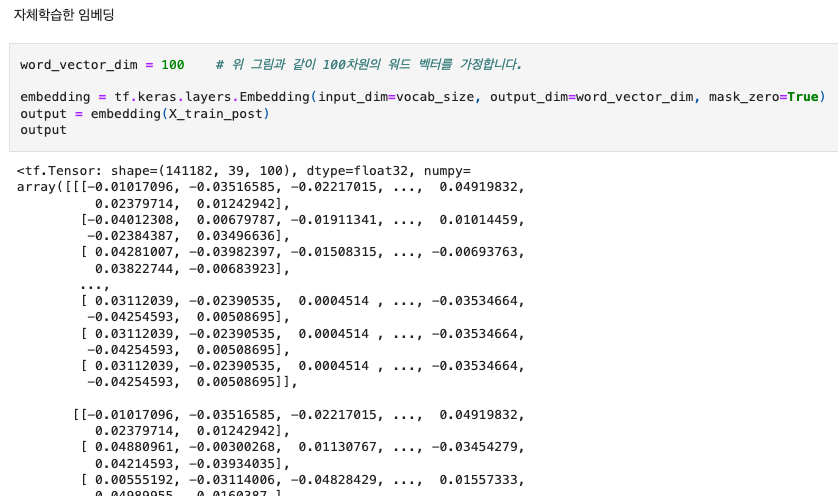 자체학습한 임베딩
word_vector_dim = 100    # 위 그림과 같이 100차원의 워드 벡터를 가정합니다.
embedding = tf.keras.layers.Embedding(input_dim=vocab_size, output_dim=word_vector_dim, mask_zero=True)
output = embedding(X_train_post)
output
<tf.Tensor: shape=(141182, 39, 100), dtype=float32, numpy=
array([[[-0.01017096, -0.03516585, -0.02217015, ...,  0.04919832,
0.02379714,  0.01242942],
[-0.04012308,  0.00679787, -0.01911341, ...,  0.01014459,
-0.02384387,  0.03496636],
[ 0.04281007, -0.03982397, -0.01508315, ..., -0.00693763,
0.03822744, -0.00683923],
...,
[ 0.03112039, -0.02390535,  0.0004514 , ..., -0.03534664,
-0.04254593,  0.00508695],
[ 0.03112039, -0.02390535,  0.0004514 , ..., -0.03534664,
-0.04254593,  0.00508695],
[ 0.03112039, -0.02390535,  0.0004514 , ..., -0.03534664,
-0.04254593,  0.00508695]],
[[-0.01017096, -0.03516585, -0.02217015, ...,  0.04919832,
0.02379714,  0.01242942],
[ 0.04880961, -0.00300268,  0.01130767, ..., -0.03454279,
0.04214593, -0.03934035],
[ 0.00555192, -0.03114006, -0.04828429, ...,  0.01557333,
0.04989955,  0.0160387 ],